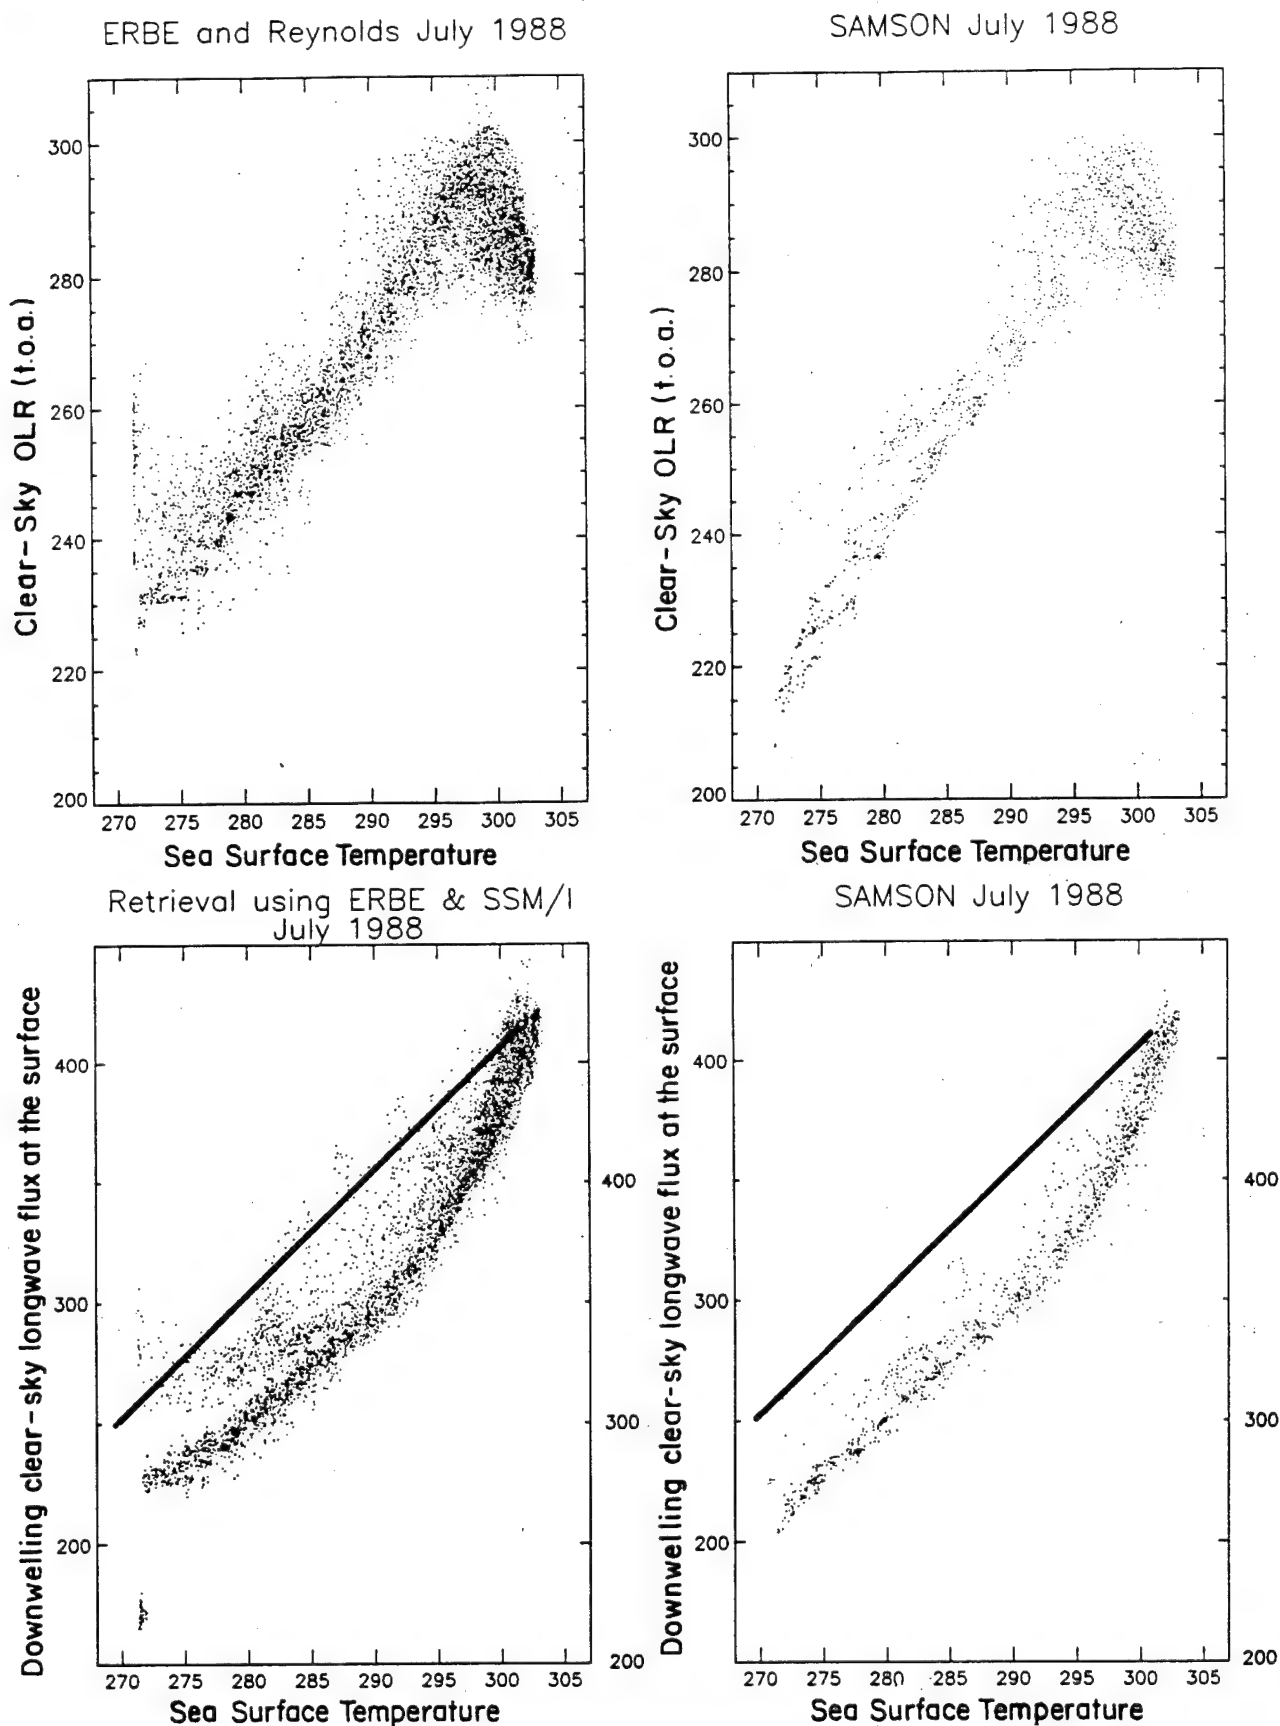 ERBE and Reynolds July 1988
Clear-Sky OLR (t.o.a.)
300
280
260
240
220
200
270 275 280 285 290 295 300 305
Sea Surface Temperature
SAMSON July 1988
Clear-Sky OLR (t.o.a.)
300
280
260
240
220
200
270 275 280 285 290 295 300 305
Sea Surface Temperature
Retrieval using ERBE & SSM/I
July 1988
Downwelling clear-sky longwave flux at the surface
400
300
200
400
300
200
270 275 280 285 290 295 300 305
Sea Surface Temperature
SAMSON July 1988
Downwelling clear-sky longwave flux at the surface
400
300
200
400
300
200
270 275 280 285 290 295 300 305
Sea Surface Temperature